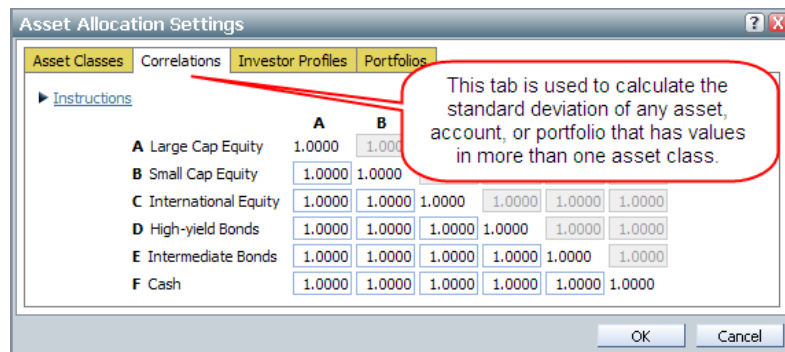 Asset Allocation Settings
Asset Classes Correlations Investor Profiles Portfolios
Instructions
This tab is used to calculate the
standard deviation of any asset,
account, or portfolio that has values
in more than one asset class.
A B
A Large Cap Equity 1.0000
B Small Cap Equity 1.0000 1.0000
C International Equity 1.0000 1.0000 1.0000 1.0000 1.0000 1.0000
D High-yield Bonds 1.0000 1.0000 1.0000 1.0000 1.0000 1.0000
E Intermediate Bonds 1.0000 1.0000 1.0000 1.0000 1.0000 1.0000
F Cash 1.0000 1.0000 1.0000 1.0000 1.0000 1.0000
OK Cancel